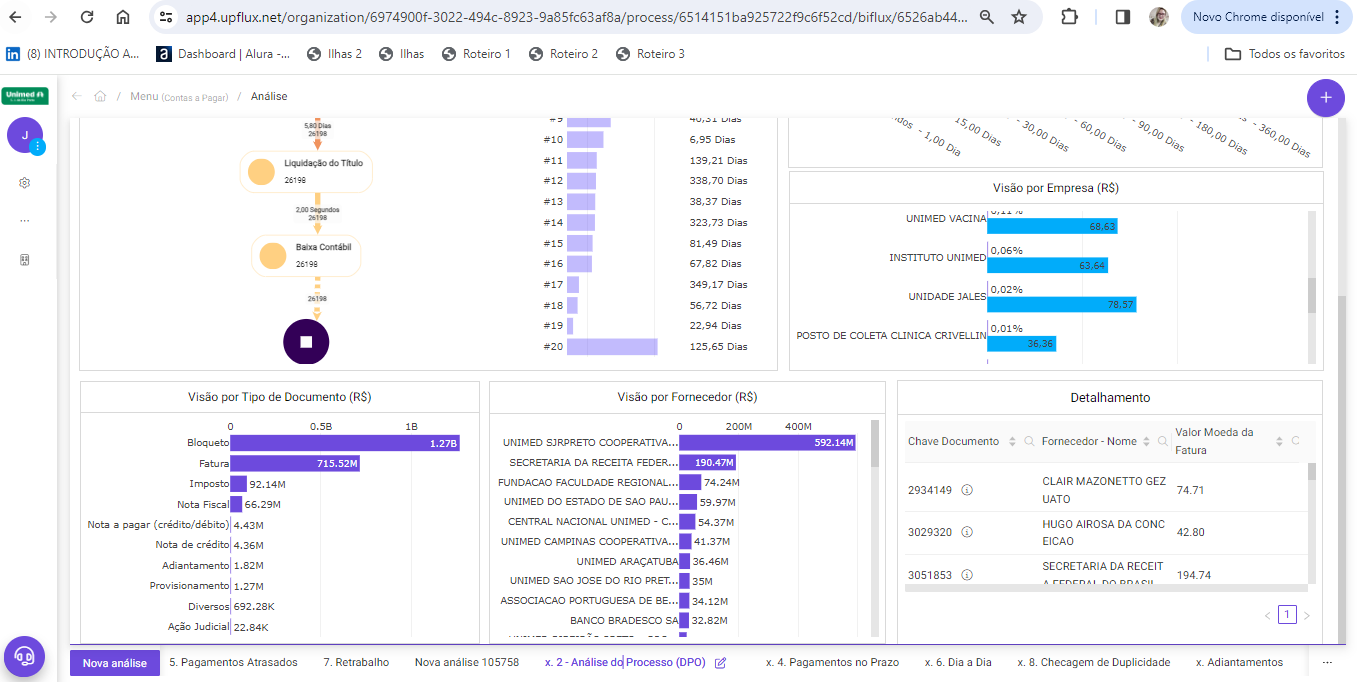 app4.upflux.net/organization/6974900f-3022-494c-8923-9a85fc63af8a/process/6514151ba925722f9c6f52cd/biflux/6526ab44...
Novo Chrome disponível
(8) INTRODUÇÃO A...
Dashboard | Alura -...
Ilhas 2
Ilhas
Roteiro 1
Roteiro 2
Roteiro 3
Todos os favoritos
Unimed
J
/ Menu (Contas a Pagar) / Análise
5,80 Dias
26198
Liquidação do Título
26198
2,00 Segundos
26198
Baixa Contábil
26198
26198
#9 40,31 Dias
#10 6,95 Dias
#11 139,21 Dias
#12 338,70 Dias
#13 38,37 Dias
#14 323,73 Dias
#15 81,49 Dias
#16 67,82 Dias
#17 349,17 Dias
#18 56,72 Dias
#19 22,94 Dias
#20 125,65 Dias
- 1,00 Dia
15,00 Dias
- 30,00 Dias
- 60,00 Dias
- 90,00 Dias
- 180,00 Dias
- 360,00 Dias
Visão por Empresa (R$)
0,11%
UNIMED VACINA 68,63
0,06%
INSTITUTO UNIMED 63,64
0,02%
UNIDADE JALES 78,57
0,01%
POSTO DE COLETA CLINICA CRIVELLIN 36,36
Visão por Tipo de Documento (R$)
0 0.5B 1B
Bloqueto 1.27B
Fatura 715.52M
Imposto 92.14M
Nota Fiscal 66.29M
Nota a pagar (crédito/débito) 4.43M
Nota de crédito 4.36M
Adiantamento 1.82M
Provisionamento 1.27M
Diversos 692.28K
Ação Judicial 22.84K
Visão por Fornecedor (R$)
0 200M 400M
UNIMED SJRPRETO COOPERATIVA... 592.14M
SECRETARIA DA RECEITA FEDER... 190.47M
FUNDACAO FACULDADE REGIONAL... 74.24M
UNIMED DO ESTADO DE SAO PAU... 59.97M
CENTRAL NACIONAL UNIMED - C... 54.37M
UNIMED CAMPINAS COOPERATIVA... 41.37M
UNIMED ARAÇATUBA 36.46M
UNIMED SAO JOSE DO RIO PRET... 35M
ASSOCIACAO PORTUGUESA DE BE... 34.12M
BANCO BRADESCO SA 32.82M
Detalhamento
Chave Documento
Fornecedor - Nome
Valor Moeda da
Fatura
2934149
CLAIR MAZONETTO GEZ
UATO
74.71
3029320
HUGO AIROSA DA CONC
EICAO
42.80
3051853
SECRETARIA DA RECEIT
A FEDERAL DO BRASIL
194.74
< 1 >
Nova análise
5. Pagamentos Atrasados
7. Retrabalho
Nova análise 105758
x. 2 - Análise do Processo (DPO)
x. 4. Pagamentos no Prazo
x. 6. Dia a Dia
x. 8. Checagem de Duplicidade
x. Adiantamentos
...